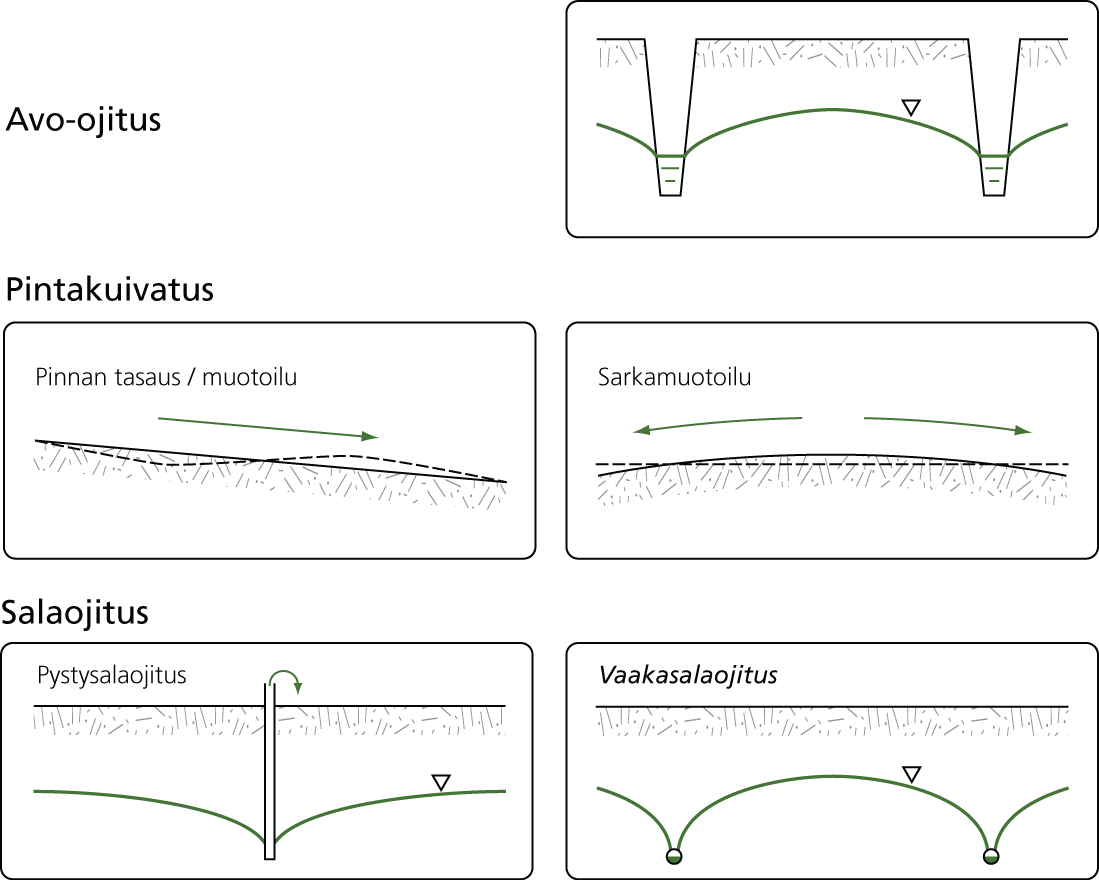 Avo-ojitus
Pintakuivatus
Pinnan tasaus / muotoilu
Sarkamuotoilu
Salaojitus
Pystysalaojitus
Vaakasalaojitus